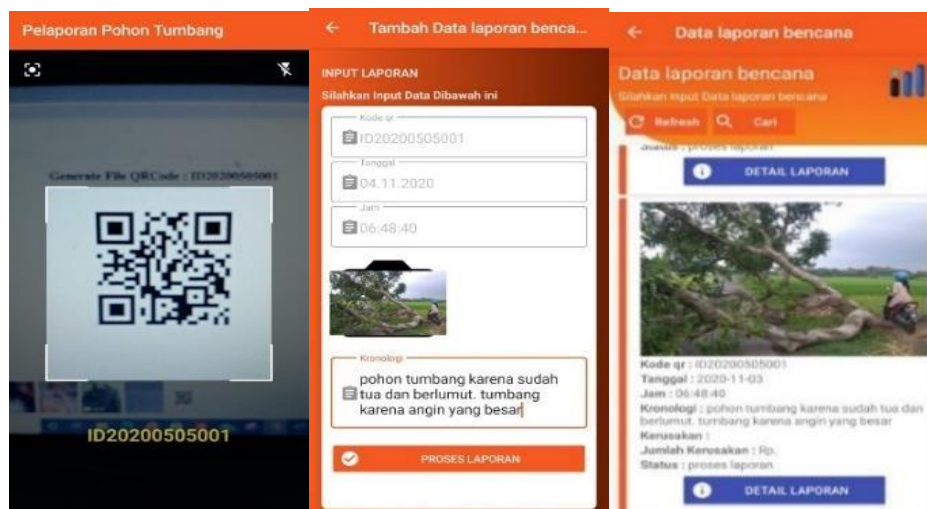 Pelaporan Pohon Tumbang
Generate File QRCode : ID20200505001
ID20200505001
Tambah Data laporan benca...
INPUT LAPORAN
Silahkan Input Data Dibawah ini
Kode qr
ID20200505001
Tanggal
04.11.2020
Jam
06:48:40
Kronologi
pohon tumbang karena sudah
tua dan berlumut. tumbang
karena angin yang besar
PROSES LAPORAN
Data laporan bencana
Data laporan bencana
Silahkan Input Data laporan bencana
Refresh
Cari
Status : proses laporan
DETAIL LAPORAN
Kode qr : ID20200505001
Tanggal : 2020-11-03
Jam : 06:48:40
Kronologi : pohon tumbang karena sudah tua dan
berlumut. tumbang karena angin yang besar
Kerusakan :
Jumlah Kerusakan : Rp.
Status : proses laporan
DETAIL LAPORAN